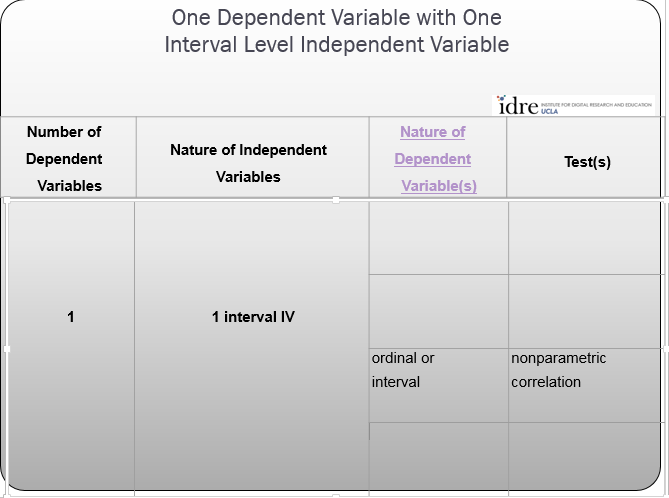 One Dependent Variable with One
Interval Level Independent Variable
idre INSTITUTE FOR DIGITAL RESEARCH AND EDUCATION
UCLA
Number of
Dependent
Variables
Nature of Independent
Variables
Nature of
Dependent
Variable(s)
Test(s)
1
1 interval IV
ordinal or
interval
nonparametric
correlation